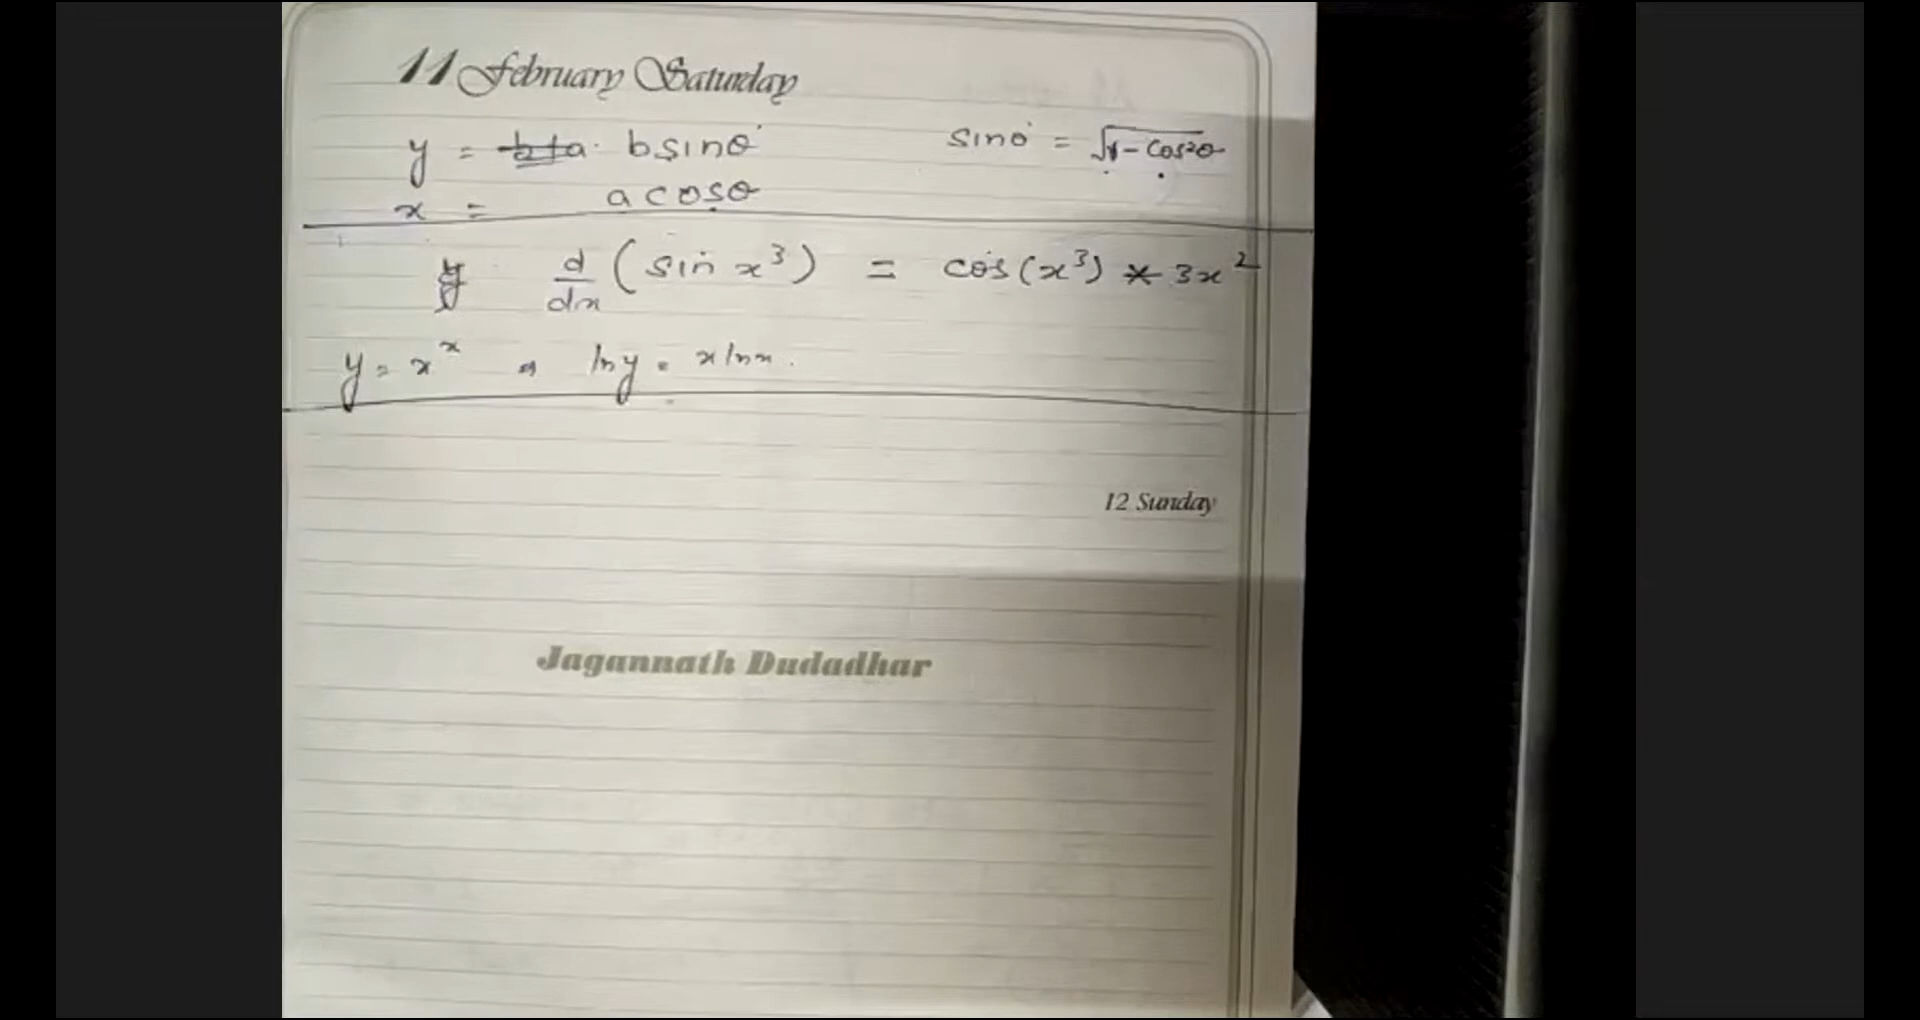 11 February Saturday
y = b/a. b sinθ sinθ = √1-cos²θ
x = a cosθ
y d/dx (sin x³) = cos(x³) * 3x²
y = x^x ⇒ ln y = x ln x.
12 Sunday
Jagannath Dudadhar